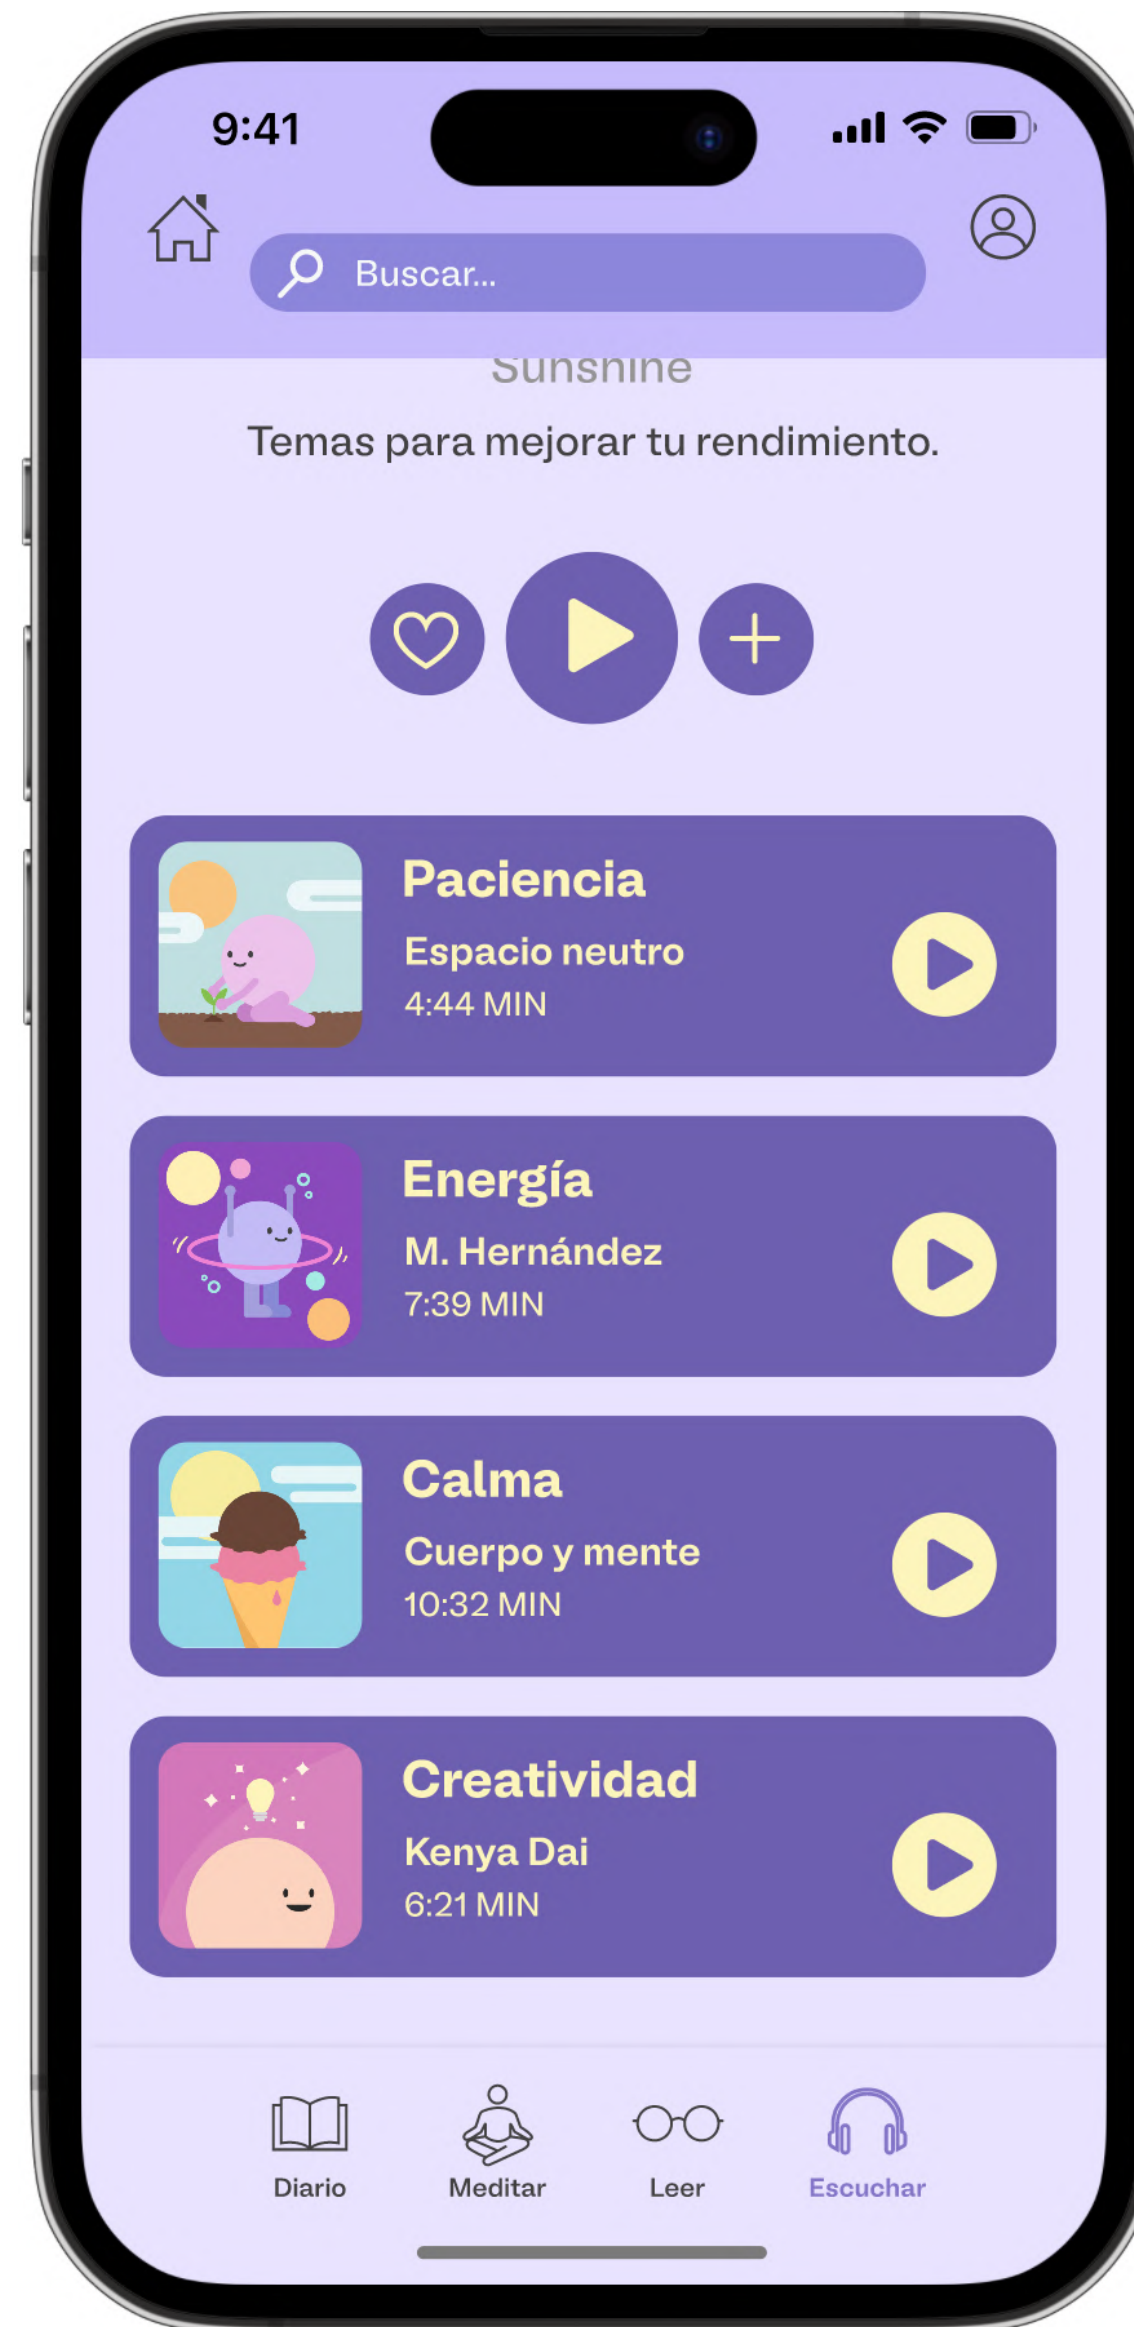 9:41
Buscar...
Sunshine
Temas para mejorar tu rendimiento.
Paciencia
Espacio neutro
4:44 MIN
Energía
M. Hernández
7:39 MIN
Calma
Cuerpo y mente
10:32 MIN
Creatividad
Kenya Dai
6:21 MIN
Diario
Meditar
Leer
Escuchar